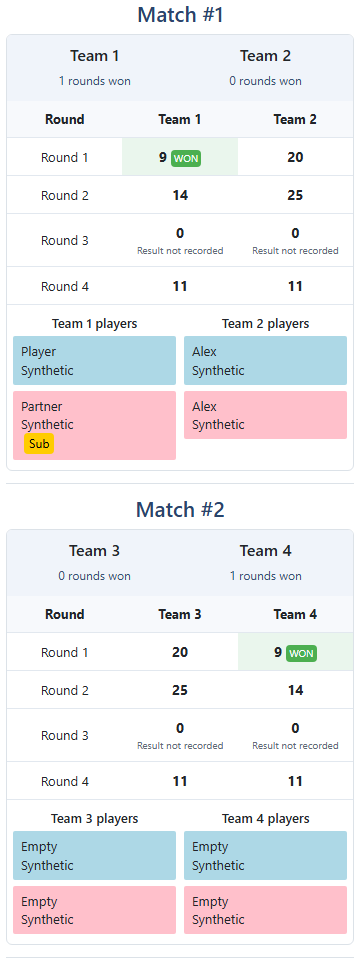 Match #1
Team 1 Team 2
1 rounds won 0 rounds won
Round Team 1 Team 2
Round 1 9 WON 20
Round 2 14 25
Round 3 0 0
Result not recorded Result not recorded
Round 4 11 11
Team 1 players Team 2 players
Player Alex
Synthetic Synthetic
Partner Alex
Synthetic Synthetic
Sub
Match #2
Team 3 Team 4
0 rounds won 1 rounds won
Round Team 3 Team 4
Round 1 20 9 WON
Round 2 25 14
Round 3 0 0
Result not recorded Result not recorded
Round 4 11 11
Team 3 players Team 4 players
Empty Empty
Synthetic Synthetic
Empty Empty
Synthetic Synthetic